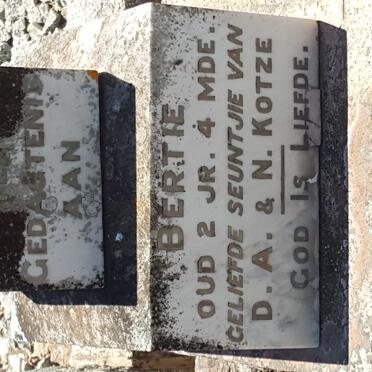 GEDAGTENIS
AAN
BERTIE
OUD 2 JR. 4 MDE.
GELIEFDE SEUNTJIE VAN
D. A. & N. KOTZE
GOD IS LIEFDE.